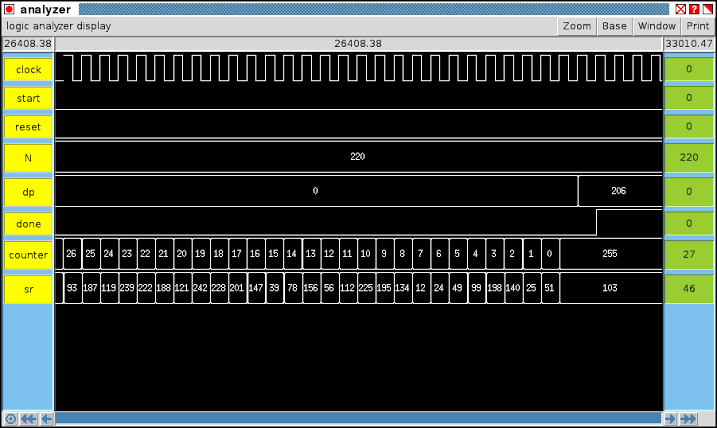 analyzer
logic analyzer display Zoom Base Window Print
26408.38 26408.38 33010.47
clock 0
start 0
reset 0
N 220 220
dp 0 206 0
done 0
counter 26 25 24 23 22 21 20 19 18 17 16 15 14 13 12 11 10 9 8 7 6 5 4 3 2 1 0 255 27
sr 93 187 119 239 222 188 121 242 228 201 147 39 78 156 56 112 225 195 134 12 24 49 99 198 140 25 51 103 46